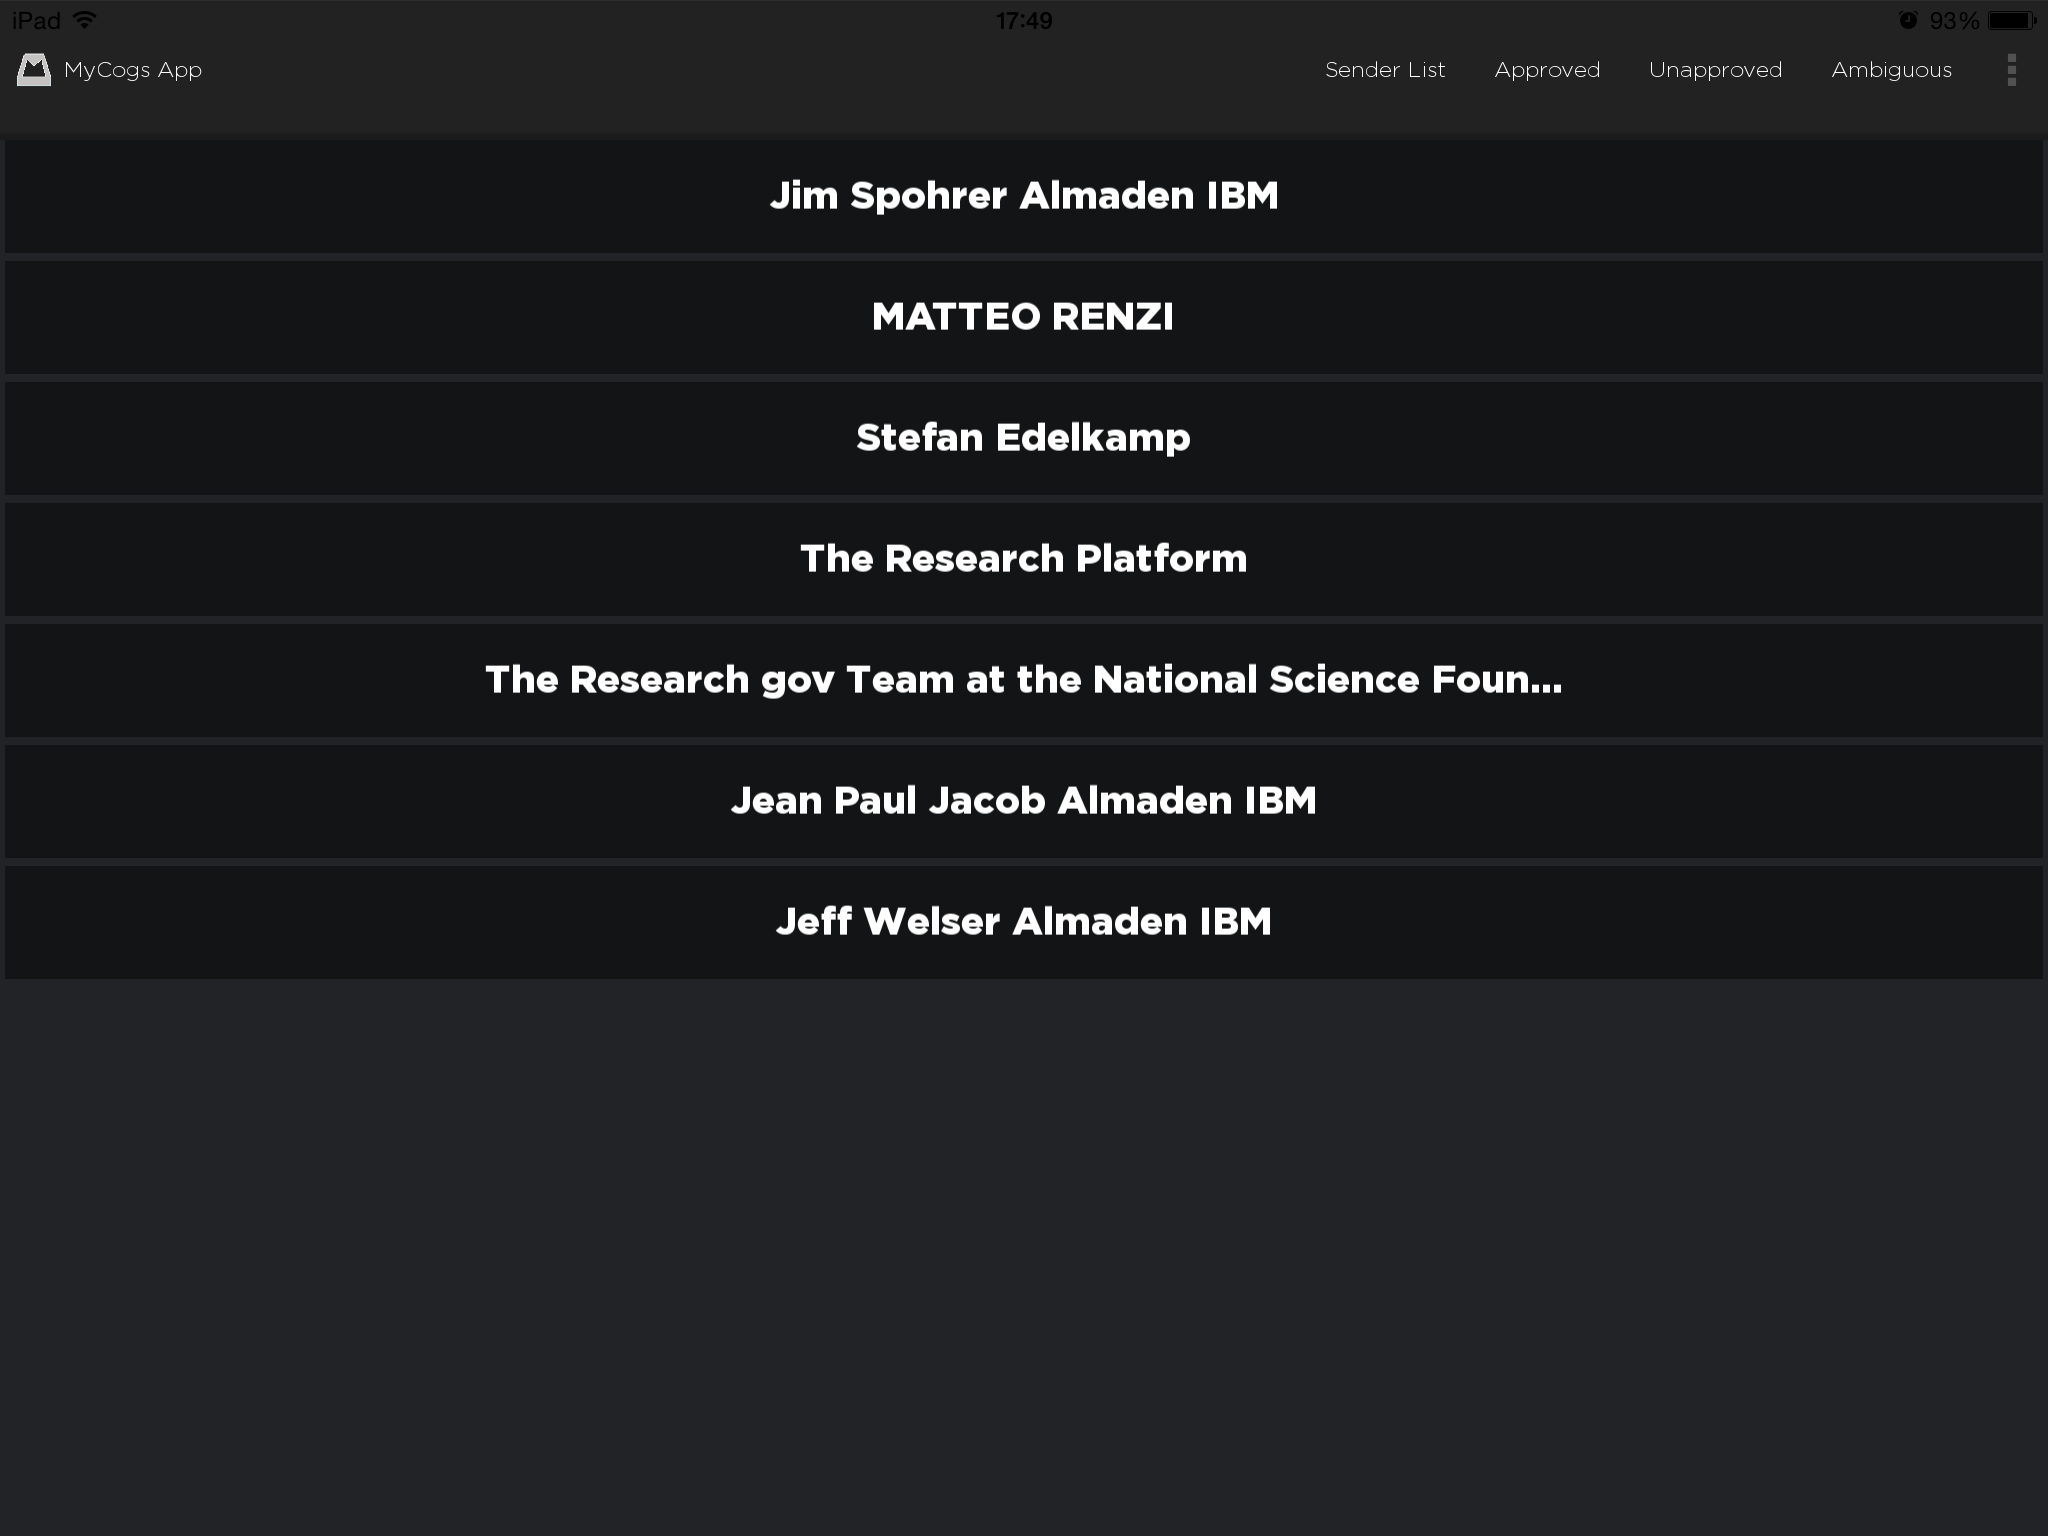 iPad 17:49 93%
MyCogs App Sender List Approved Unapproved Ambiguous
Jim Spohrer Almaden IBM
MATTEO RENZI
Stefan Edelkamp
The Research Platform
The Research gov Team at the National Science Foun...
Jean Paul Jacob Almaden IBM
Jeff Welser Almaden IBM